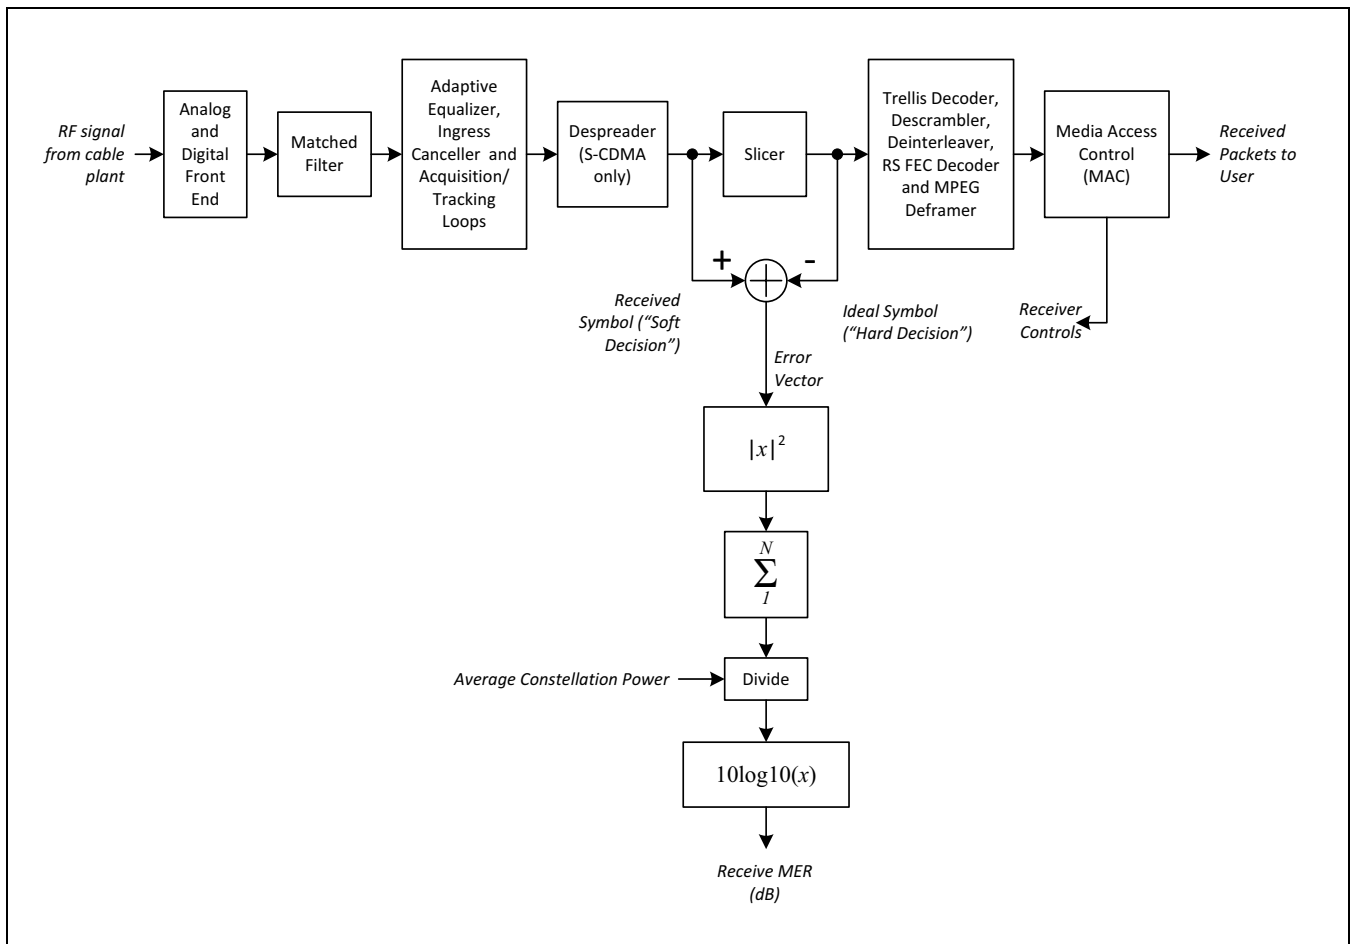 RF signal
from cable
plant
Analog
and
Digital
Front
End
Matched
Filter
Adaptive
Equalizer,
Ingress
Canceller and
Acquisition/
Tracking
Loops
Despreader
(S-CDMA
only)
Slicer
Trellis Decoder,
Descrambler,
Deinterleaver,
RS FEC Decoder
and MPEG
Deframer
Media Access
Control
(MAC)
Received
Packets to
User
+
-
Received
Symbol (“Soft
Decision”)
Ideal Symbol
(“Hard Decision”)
Receiver
Controls
Error
Vector
|x|²
N
Σ
1
Average Constellation Power
Divide
10log10(x)
Receive MER
(dB)